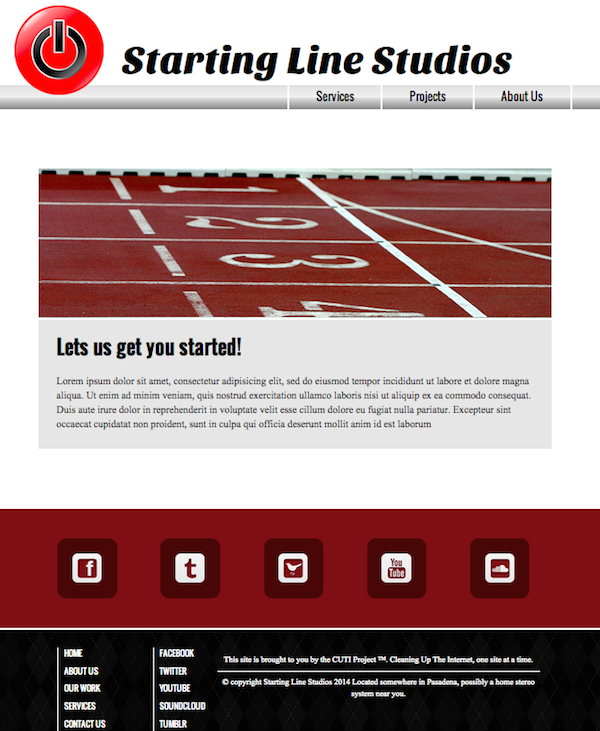 Starting Line Studios
Services Projects About Us
1
2
3
4
Lets us get you started!
Lorem ipsum dolor sit amet, consectetur adipisicing elit, sed do eiusmod tempor incididunt ut labore et dolore magna
aliqua. Ut enim ad minim veniam, quis nostrud exercitation ullamco laboris nisi ut aliquip ex ea commodo consequat.
Duis aute irure dolor in reprehenderit in voluptate velit esse cillum dolore eu fugiat nulla pariatur. Excepteur sint
occaecat cupidatat non proident, sunt in culpa qui officia deserunt mollit anim id est laborum
f
t
You
Tube
HOME
ABOUT US
OUR WORK
SERVICES
CONTACT US
FACEBOOK
TWITTER
YOUTUBE
SOUNDCLOUD
TUMBLR
This site is brought to you by the CUTI Project ™. Cleaning Up The Internet, one site at a time.
© copyright Starting Line Studios 2014 Located somewhere in Pasadena, possibly a home stereo
system near you.